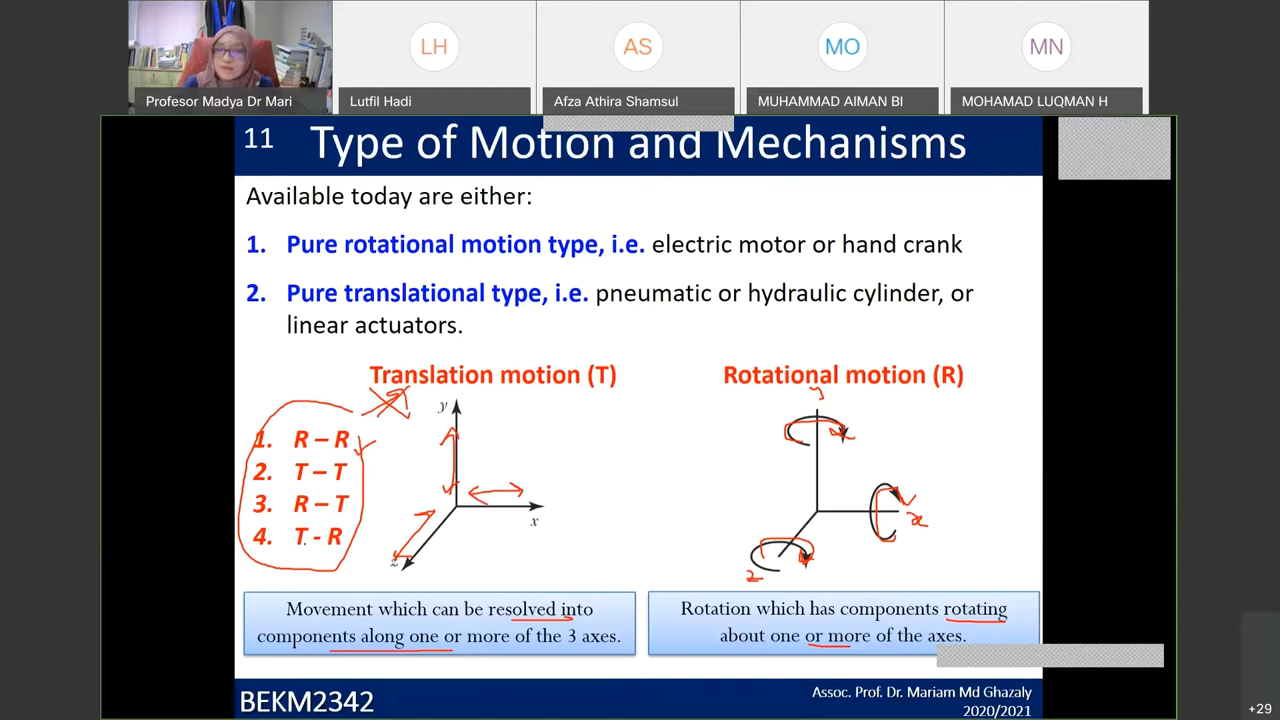 LH
AS
MO
MN
Profesor Madya Dr Mari
Lutfil Hadi
Afza Athira Shamsul
MUHAMMAD AIMAN BI
MOHAMAD LUQMAN H
11
Type of Motion and Mechanisms
Available today are either:
1. Pure rotational motion type, i.e. electric motor or hand crank
2. Pure translational type, i.e. pneumatic or hydraulic cylinder, or
linear actuators.
Translation motion (T)
Rotational motion (R)
1. R – R
2. T – T
3. R – T
4. T - R
y
x
z
y
x
z
Movement which can be resolved into
components along one or more of the 3 axes.
Rotation which has components rotating
about one or more of the axes.
BEKM2342
Assoc. Prof. Dr. Mariam Md Ghazaly
2020/2021
+29